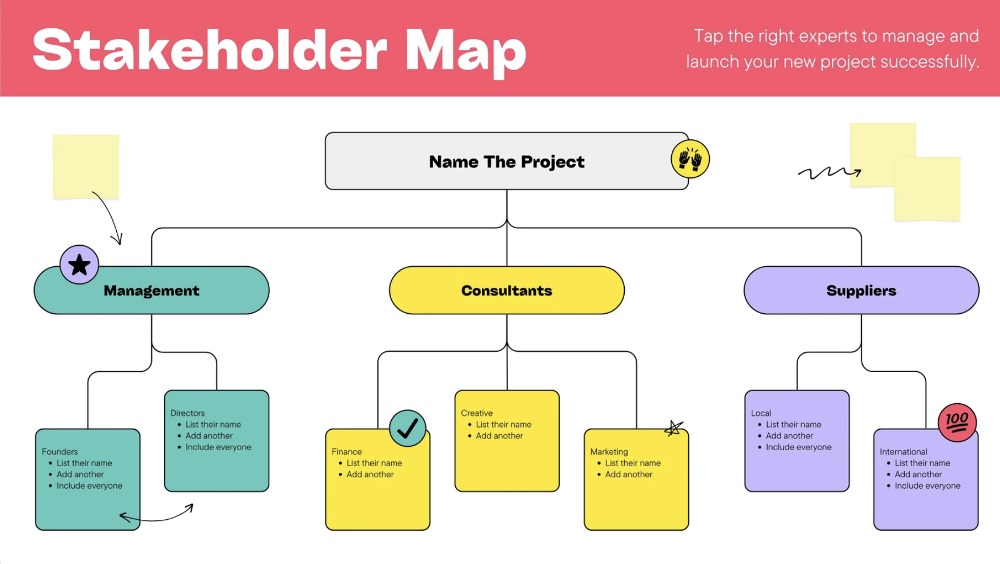 Stakeholder Map
Tap the right experts to manage and
launch your new project successfully.
Name The Project
Management
Consultants
Suppliers
Founders
• List their name
• Add another
• Include everyone
Directors
• List their name
• Add another
• Include everyone
Finance
• List their name
• Add another
Creative
• List their name
• Add another
Marketing
• List their name
• Add another
Local
• List their name
• Add another
• Include everyone
International
• List their name
• Add another
• Include everyone
100